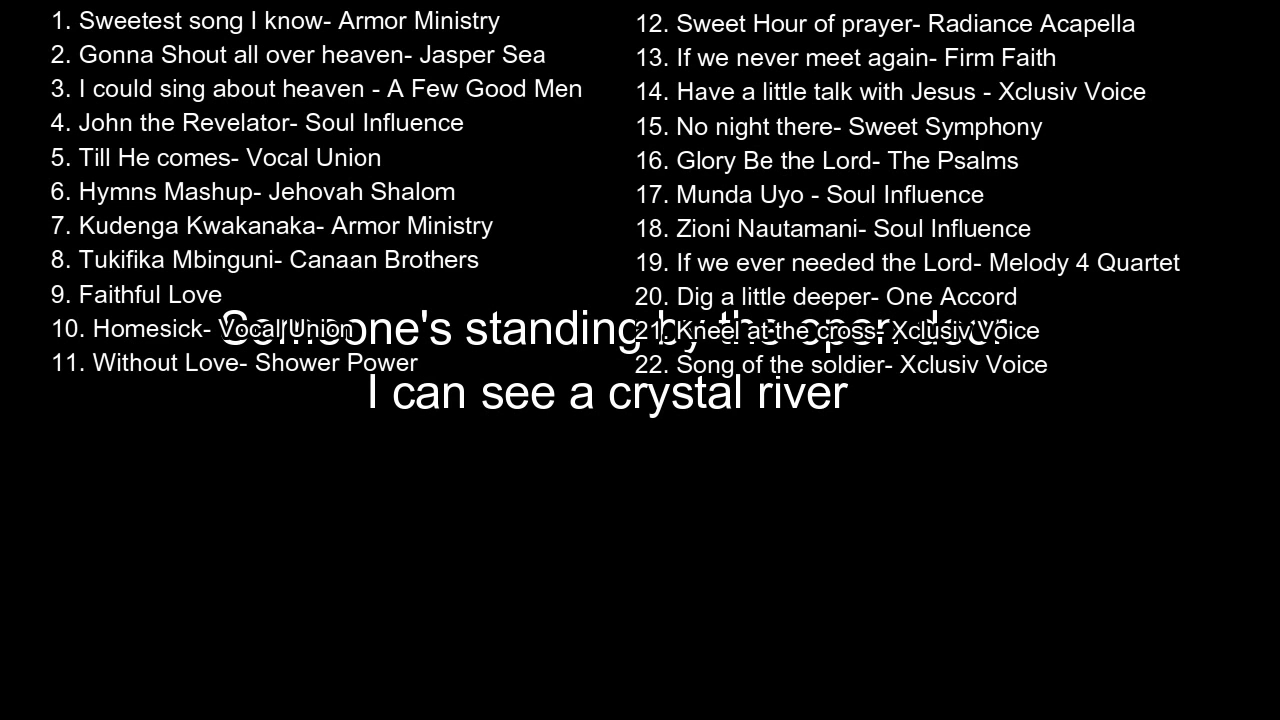 1. Sweetest song I know- Armor Ministry
2. Gonna Shout all over heaven- Jasper Sea
3. I could sing about heaven - A Few Good Men
4. John the Revelator- Soul Influence
5. Till He comes- Vocal Union
6. Hymns Mashup- Jehovah Shalom
7. Kudenga Kwakanaka- Armor Ministry
8. Tukifika Mbinguni- Canaan Brothers
9. Faithful Love
10. Homesick- Vocal Union
11. Without Love- Shower Power
12. Sweet Hour of prayer- Radiance Acapella
13. If we never meet again- Firm Faith
14. Have a little talk with Jesus - Xclusiv Voice
15. No night there- Sweet Symphony
16. Glory Be the Lord- The Psalms
17. Munda Uyo - Soul Influence
18. Zioni Nautamani- Soul Influence
19. If we ever needed the Lord- Melody 4 Quartet
20. Dig a little deeper- One Accord
21. Kneel at the cross- Xclusiv Voice
22. Song of the soldier- Xclusiv Voice
Someone's standing by the open door
I can see a crystal river